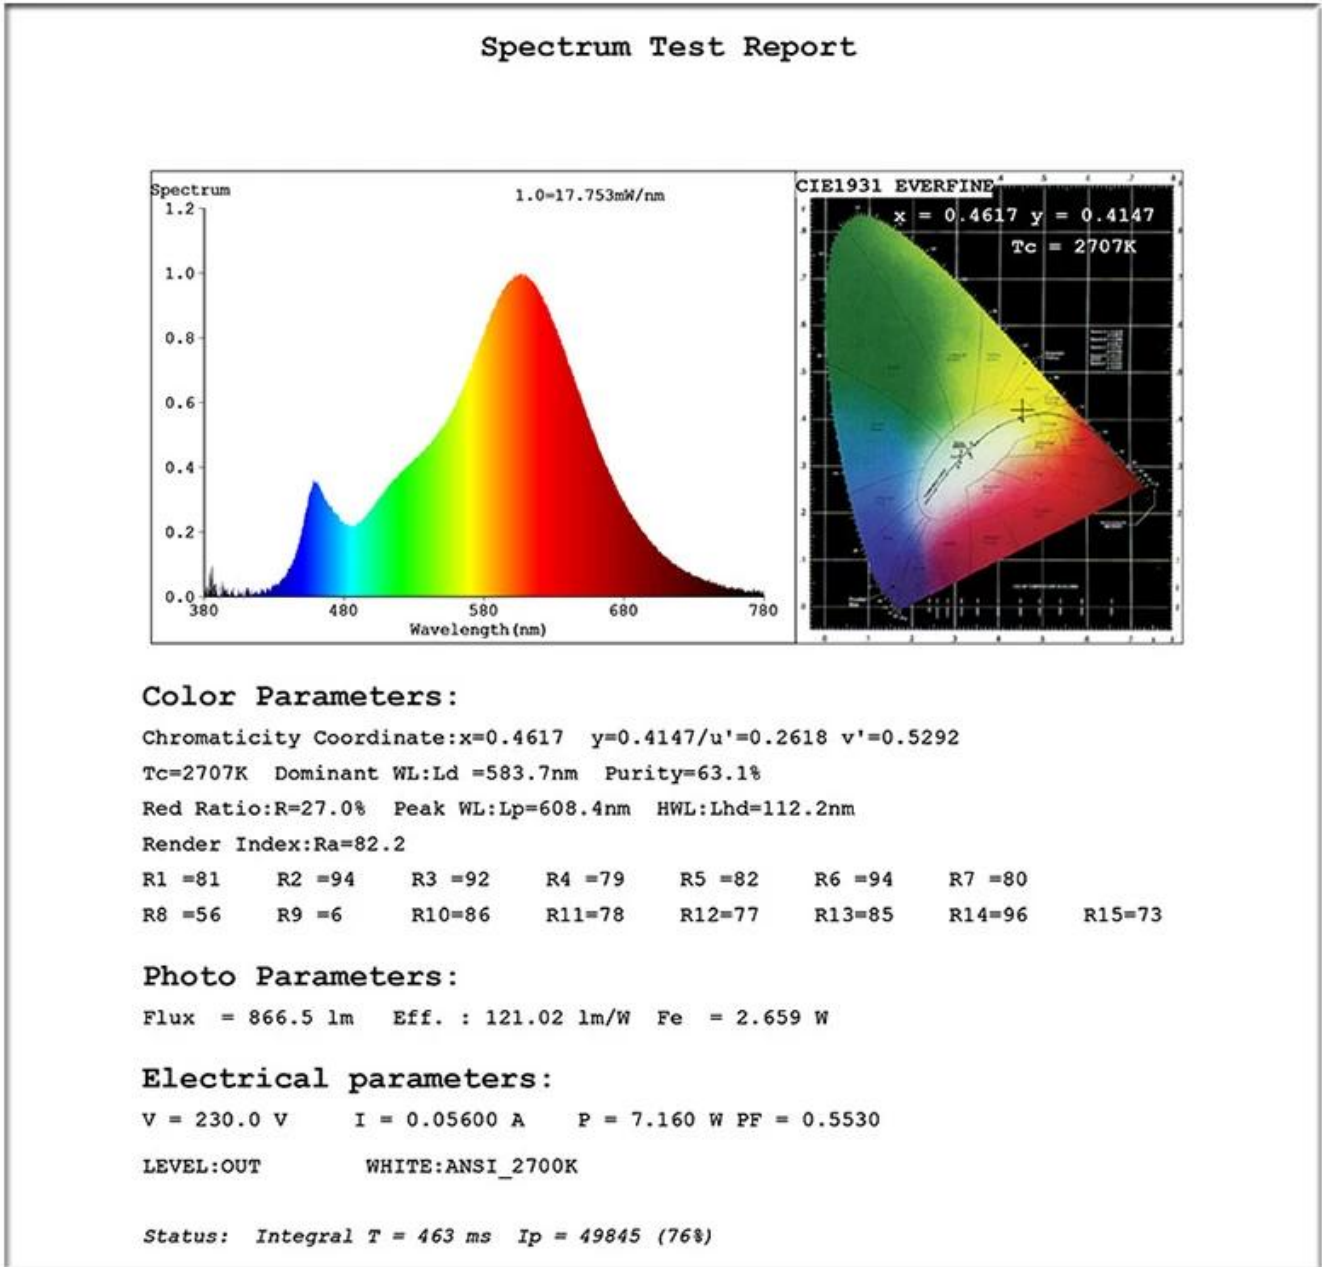 Spectrum Test Report
Spectrum
1.0=17.753mW/nm
1.2
1.0
0.8
0.6
0.4
0.2
0.0
380 480 580 680 780
Wavelength(nm)
CIE1931 EVERFINE
x = 0.4617 y = 0.4147
Tc = 2707K
Color Parameters:
Chromaticity Coordinate:x=0.4617 y=0.4147/u'=0.2618 v'=0.5292
Tc=2707K Dominant WL:Ld =583.7nm Purity=63.1%
Red Ratio:R=27.0% Peak WL:Lp=608.4nm HWL:Lhd=112.2nm
Render Index:Ra=82.2
R1 =81 R2 =94 R3 =92 R4 =79 R5 =82 R6 =94 R7 =80
R8 =56 R9 =6 R10=86 R11=78 R12=77 R13=85 R14=96 R15=73
Photo Parameters:
Flux = 866.5 lm Eff. : 121.02 lm/W Fe = 2.659 W
Electrical parameters:
V = 230.0 V I = 0.05600 A P = 7.160 W PF = 0.5530
LEVEL:OUT WHITE:ANSI_2700K
Status: Integral T = 463 ms Ip = 49845 (76%)